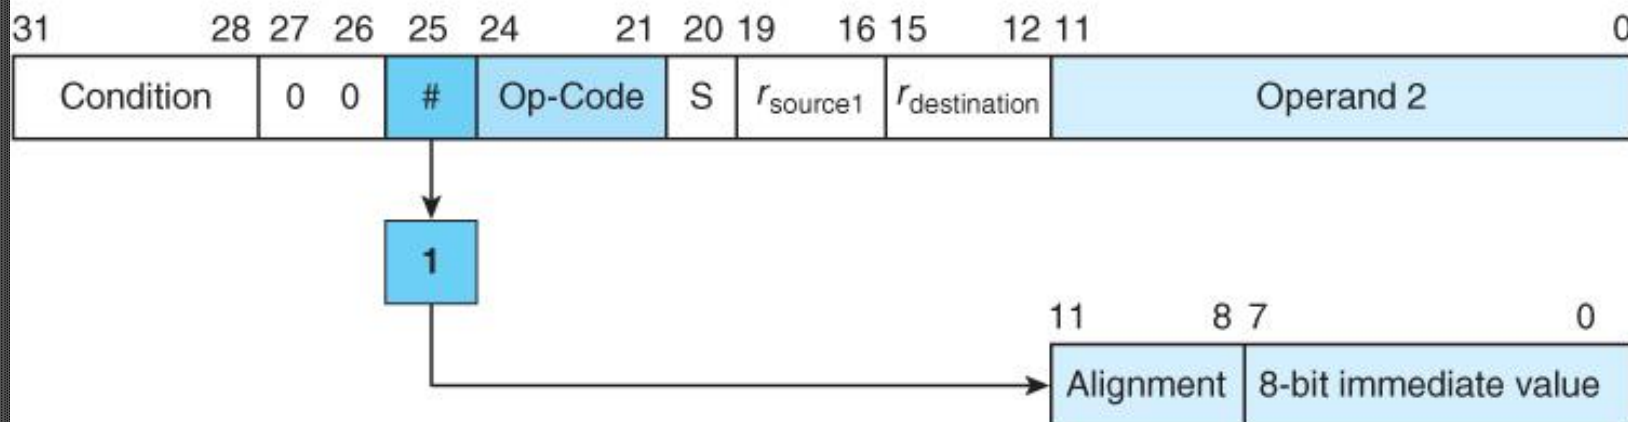 31 28 27 26 25 24 21 20 19 16 15 12 11 0
Condition 0 0 # Op-Code S rsource1 rdestination Operand 2
1
11 8 7 0
Alignment 8-bit immediate value